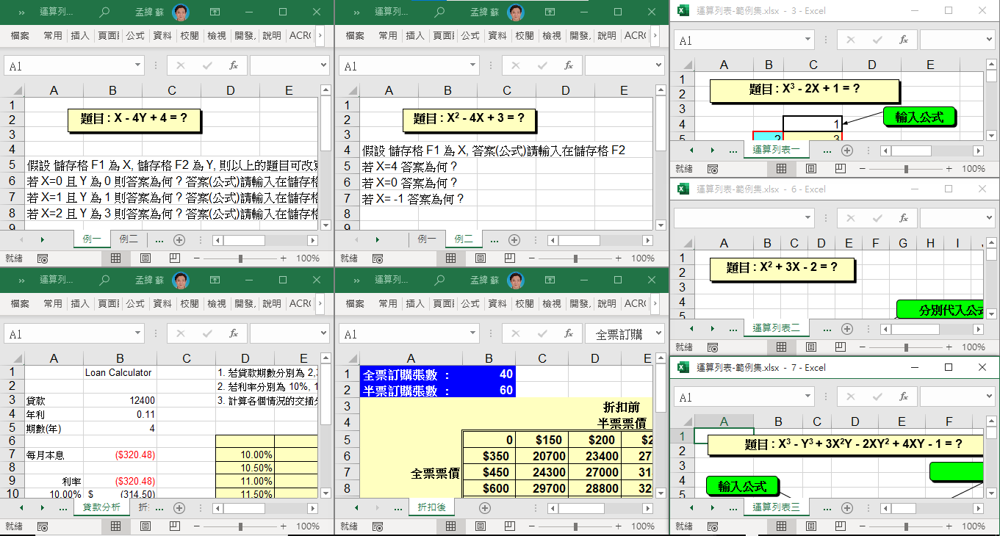 運算列...
孟緯 蘇
檔案 常用 插入 頁面 公式 資料 校閱 檢視 開發, 說明 ACR
A1
fx
A B C D E
1
2 題目 : X - 4Y + 4 = ?
3
4
5 假設 儲存格 F1 為 X, 儲存格 F2 為 Y, 則以上的題目可改
6 若 X=0 且 Y 為 0 則答案為何 ? 答案(公式)請輸入在儲存格
7 若 X=1 且 Y 為 1 則答案為何 ? 答案(公式)請輸入在儲存格
8 若 X=2 且 Y 為 3 則答案為何 ? 答案(公式)請輸入在儲存格
9
例一 例二 ...
就緒 100%
運算列...
孟緯 蘇
檔案 常用 插入 頁面 公式 資料 校閱 檢視 開發, 說明 ACR
A1
fx
A B C D E
1
2 題目 : X² - 4X + 3 = ?
3
4 假設 儲存格 F1 為 X, 答案(公式)請輸入在儲存格 F2
5 若 X=4 答案為何 ?
6 若 X=0 答案為何 ?
7 若 X= -1 答案為何 ?
8
9
例一 例二 ...
就緒 100%
運算列表-範例集.xlsx - 3 - Excel
A1
fx
A B C D E
1
2 題目 : X³ - 2X + 1 = ?
3 輸入公式
4 1
5 2 3
... 運算列表一 ...
就緒 100%
運算列表-範例集.xlsx - 6 - Excel
fx
A B C D E F G H I
1
2 題目 : X² + 3X - 2 = ?
3
4 分別代入公式
5
... 運算列表二 ...
就緒 100%
運算列...
孟緯 蘇
檔案 常用 插入 頁面 公式 資料 校閱 檢視 開發, 說明 ACR
A1
fx
A B C D E
1 Loan Calculator 1. 若貸款期數分別為 2,
2 2. 若利率分別為 10%, 1
3 貸款 12400 3. 計算各個情況的交插
4 年利 0.11
5 期數(年) 4
6
7 每月本息 ($320.48) 10.00%
8 10.50%
9 利率 ($320.48) 11.00%
10 10.00% $ (314.50) 11.50%
... 貸款分析 折 ...
就緒 100%
運算列...
孟緯 蘇
檔案 常用 插入 頁面 公式 資料 校閱 檢視 開發, 說明 ACR
A1
fx 全票訂購
A B C D E
1 全票訂購張數 : 40
2 半票訂購張數 : 60
3 折扣前
4 半票票價
5 0 $150 $200 $2
6 $350 20700 23400 27
7 全票票價 $450 24300 27000 31
8 $600 29700 28800 32
... 折扣後
就緒 100%
運算列表-範例集.xlsx - 7 - Excel
A1
fx
A B C D E F
1 題目 : X³ - Y³ + 3X²Y - 2XY² + 4XY - 1 = ?
2
3
4 輸入公式
5
... 運算列表三 ...
就緒 100%